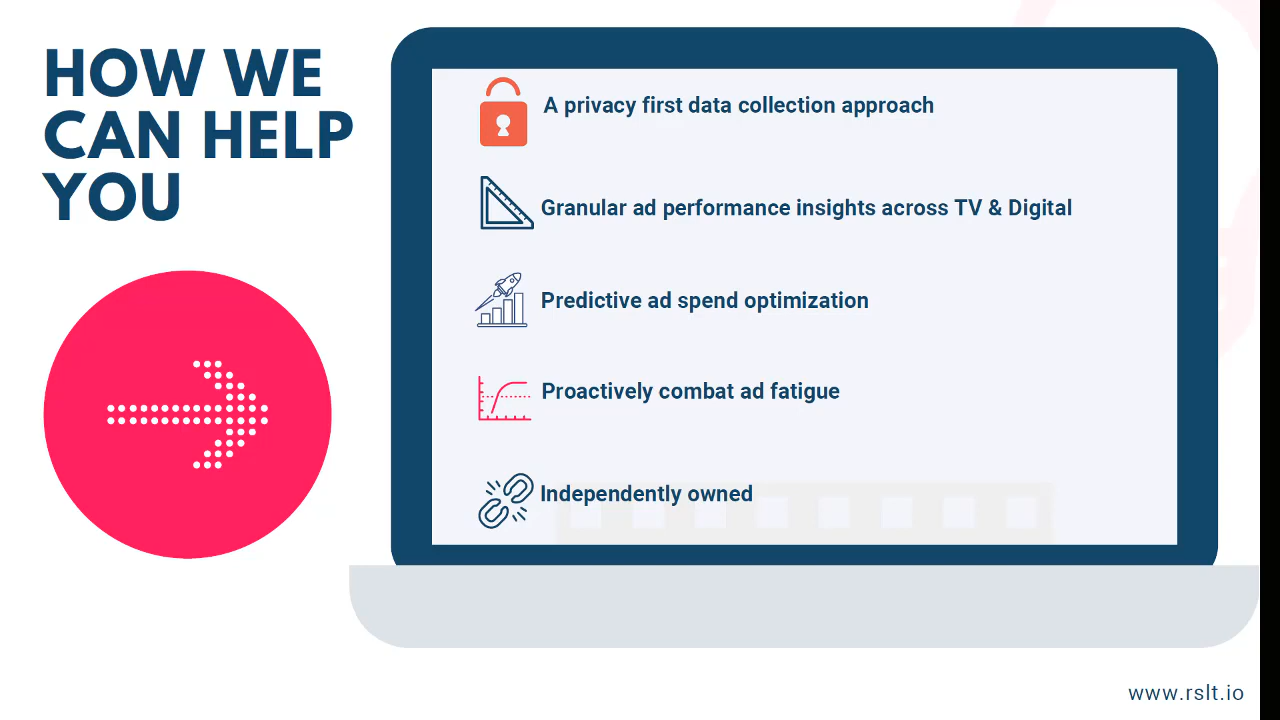 HOW WE
CAN HELP
YOU
A privacy first data collection approach
Granular ad performance insights across TV & Digital
Predictive ad spend optimization
Proactively combat ad fatigue
Independently owned
www.rslt.io